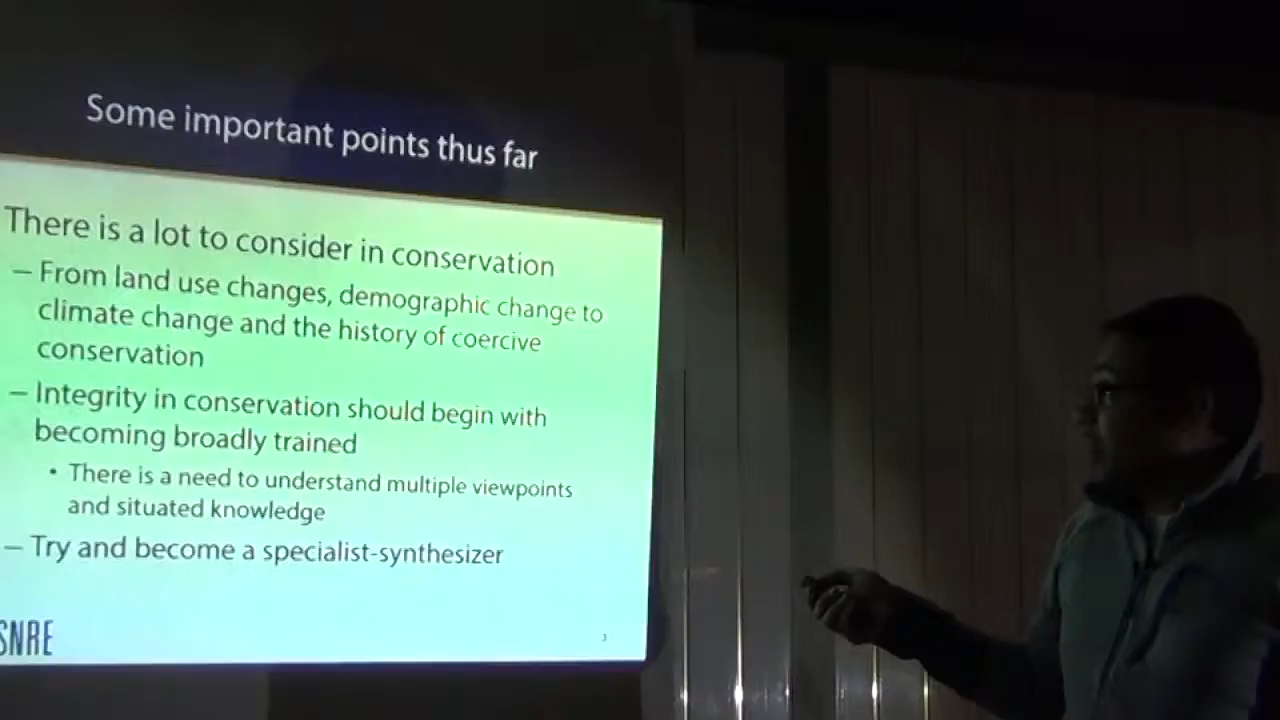 Some important points thus far
There is a lot to consider in conservation
– From land use changes, demographic change to
climate change and the history of coercive
conservation
– Integrity in conservation should begin with
becoming broadly trained
• There is a need to understand multiple viewpoints
and situated knowledge
– Try and become a specialist-synthesizer
SNRE
3